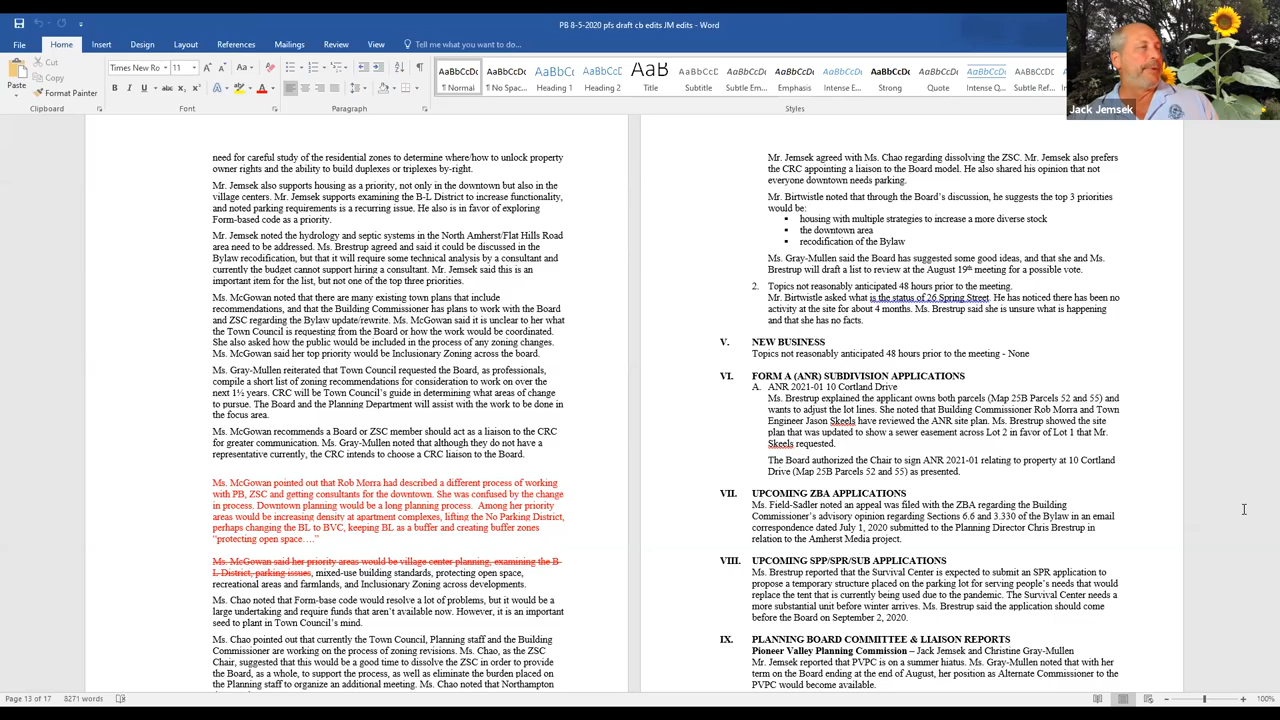 PB 8-5-2020 pfs draft cb edits JM edits - Word
File Home Insert Design Layout References Mailings Review View Tell me what you want to do...
Cut
Copy
Format Painter
Paste
Clipboard
Times New Ro 11
Font
Paragraph
AaBbCcDc AaBbCcDc AaBbCc AaBbCcD AaB AaBbCcD AaBbCcDc AaBbCcDc AaBbCcDc AaBbCcDc AaBbCcDc AaBbCcDc AaBbCcD
¶ Normal ¶ No Spac... Heading 1 Heading 2 Title Subtitle Subtle Em... Emphasis Intense E... Strong Quote Intense Q... Subtle Ref...
Styles
Jack Jemsek
need for careful study of the residential zones to determine where/how to unlock property
owner rights and the ability to build duplexes or triplexes by-right.
Mr. Jemsek also supports housing as a priority, not only in the downtown but also in the
village centers. Mr. Jemsek supports examining the B-L District to increase functionality,
and noted parking requirements is a recurring issue. He also is in favor of exploring
Form-based code as a priority.
Mr. Jemsek noted the hydrology and septic systems in the North Amherst/Flat Hills Road
area need to be addressed. Ms. Brestrup agreed and said it could be discussed in the
Bylaw recodification, but that it will require some technical analysis by a consultant and
currently the budget cannot support hiring a consultant. Mr. Jemsek said this is an
important item for the list, but not one of the top three priorities.
Ms. McGowan noted that there are many existing town plans that include
recommendations, and that the Building Commissioner has plans to work with the Board
and ZSC regarding the Bylaw update/rewrite. Ms. McGowan said it is unclear to her what
the Town Council is requesting from the Board or how the work would be coordinated.
She also asked how the public would be included in the process of any zoning changes.
Ms. McGowan said her top priority would be Inclusionary Zoning across the board.
Ms. Gray-Mullen reiterated that Town Council requested the Board, as professionals,
compile a short list of zoning recommendations for consideration to work on over the
next 1½ years. CRC will be Town Council's guide in determining what areas of change
to pursue. The Board and the Planning Department will assist with the work to be done in
the focus area.
Ms. McGowan recommends a Board or ZSC member should act as a liaison to the CRC
for greater communication. Ms. Gray-Mullen noted that although they do not have a
representative currently, the CRC intends to choose a CRC liaison to the Board.
Ms. McGowan pointed out that Rob Morra had described a different process of working
with PB, ZSC and getting consultants for the downtown. She was confused by the change
in process. Downtown planning would be a long planning process. Among her priority
areas would be increasing density at apartment complexes, lifting the No Parking District,
perhaps changing the BL to BVC, keeping BL as a buffer and creating buffer zones
"protecting open space...."
Ms. McGowan said her priority areas would be village center planning, examining the B-
L District, parking issues, mixed-use building standards, protecting open space,
recreational areas and farmlands, and Inclusionary Zoning across developments.
Ms. Chao noted that Form-base code would resolve a lot of problems, but it would be a
large undertaking and require funds that aren't available now. However, it is an important
seed to plant in Town Council's mind.
Ms. Chao pointed out that currently the Town Council, Planning staff and the Building
Commissioner are working on the process of zoning revisions. Ms. Chao, as the ZSC
Chair, suggested that this would be a good time to dissolve the ZSC in order to provide
the Board, as a whole, to support the process, as well as eliminate the burden placed on
the Planning staff to organize an additional meeting. Ms. Chao noted that Northampton
Mr. Jemsek agreed with Ms. Chao regarding dissolving the ZSC. Mr. Jemsek also prefers
the CRC appointing a liaison to the Board model. He also shared his opinion that not
everyone downtown needs parking.
Mr. Birtwistle noted that through the Board's discussion, he suggests the top 3 priorities
would be:
▪ housing with multiple strategies to increase a more diverse stock
▪ the downtown area
▪ recodification of the Bylaw
Ms. Gray-Mullen said the Board has suggested some good ideas, and that she and Ms.
Brestrup will draft a list to review at the August 19th meeting for a possible vote.
2. Topics not reasonably anticipated 48 hours prior to the meeting.
Mr. Birtwistle asked what is the status of 26 Spring Street. He has noticed there has been no
activity at the site for about 4 months. Ms. Brestrup said she is unsure what is happening
and that she has no facts.
V. NEW BUSINESS
Topics not reasonably anticipated 48 hours prior to the meeting - None
VI. FORM A (ANR) SUBDIVISION APPLICATIONS
A. ANR 2021-01 10 Cortland Drive
Ms. Brestrup explained the applicant owns both parcels (Map 25B Parcels 52 and 55) and
wants to adjust the lot lines. She noted that Building Commissioner Rob Morra and Town
Engineer Jason Skeels have reviewed the ANR site plan. Ms. Brestrup showed the site
plan that was updated to show a sewer easement across Lot 2 in favor of Lot 1 that Mr.
Skeels requested.
The Board authorized the Chair to sign ANR 2021-01 relating to property at 10 Cortland
Drive (Map 25B Parcels 52 and 55) as presented.
VII. UPCOMING ZBA APPLICATIONS
Ms. Field-Sadler noted an appeal was filed with the ZBA regarding the Building
Commissioner's advisory opinion regarding Sections 6.6 and 3.330 of the Bylaw in an email
correspondence dated July 1, 2020 submitted to the Planning Director Chris Brestrup in
relation to the Amherst Media project.
VIII. UPCOMING SPP/SPR/SUB APPLICATIONS
Ms. Brestrup reported that the Survival Center is expected to submit an SPR application to
propose a temporary structure placed on the parking lot for serving people's needs that would
replace the tent that is currently being used due to the pandemic. The Survival Center needs a
more substantial unit before winter arrives. Ms. Brestrup said the application should come
before the Board on September 2, 2020.
IX. PLANNING BOARD COMMITTEE & LIAISON REPORTS
Pioneer Valley Planning Commission – Jack Jemsek and Christine Gray-Mullen
Mr. Jemsek reported that PVPC is on a summer hiatus. Ms. Gray-Mullen noted that with her
term on the Board ending at the end of August, her position as Alternate Commissioner to the
PVPC would become available.
Page 13 of 17 8271 words 100%